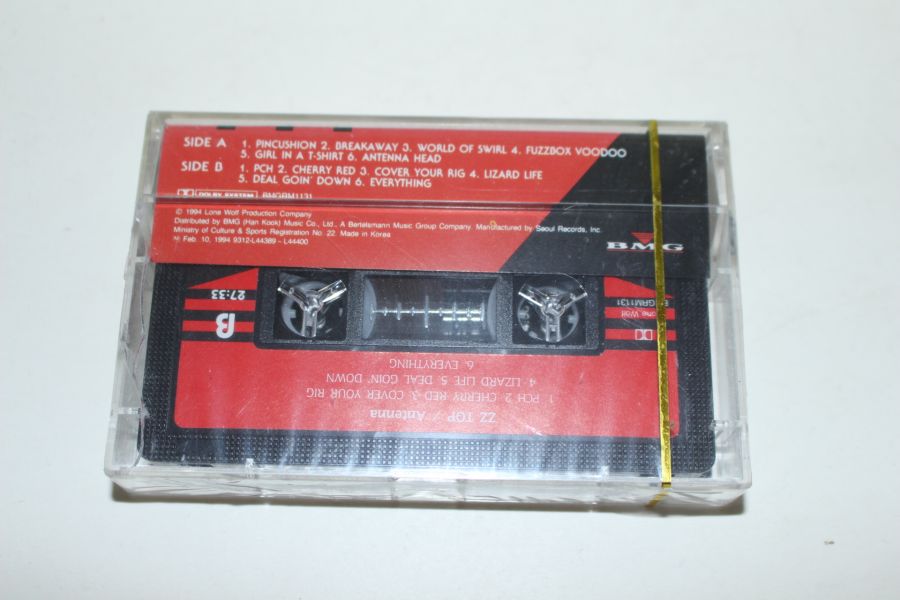 SIDE A 1. PINCUSHION 2. BREAKAWAY 3. WORLD OF SWIRL 4. FUZZBOX VOODOO
5. GIRL IN A T-SHIRT 6. ANTENNA HEAD
SIDE B 1. PCH 2. CHERRY RED 3. COVER YOUR RIG 4. LIZARD LIFE
5. DEAL GOIN' DOWN 6. EVERYTHING
DOLBY SYSTEM BMGRM1131
© 1994 Lone Wolf Production Company
Distributed by BMG (Han Kook) Music Co., Ltd., A Bertelsmann Music Group Company. Manufactured by Seoul Records, Inc.
Ministry of Culture & Sports Registration No. 22. Made in Korea
Feb. 10, 1994 9312-L44389 - L44400
BMG
ZZ TOP / Antenna
1. PCH 2. CHERRY RED 3. COVER YOUR RIG
4. LIZARD LIFE 5. DEAL GOIN' DOWN
6. EVERYTHING
B
27:33
one Wolf
GRM1131